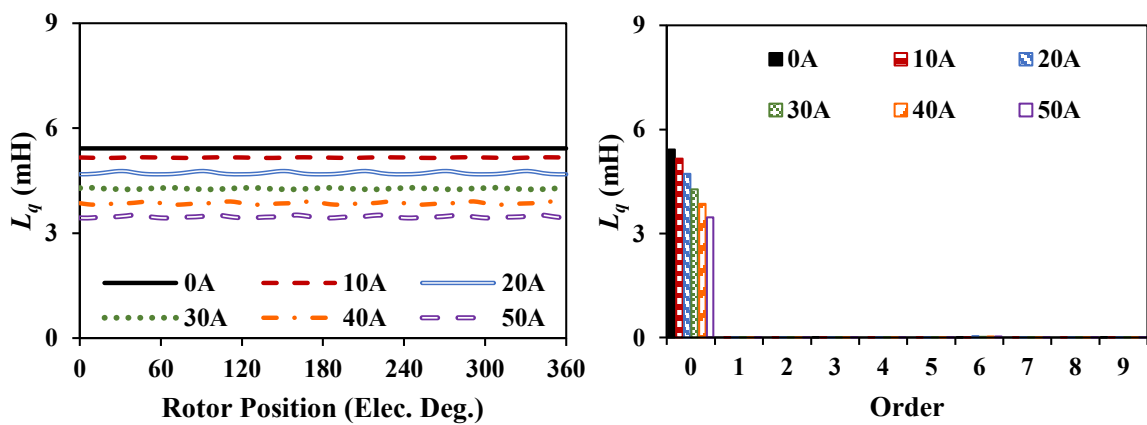 9
6
3
0
L_q (mH)
0A 10A 20A
30A 40A 50A
0 60 120 180 240 300 360
Rotor Position (Elec. Deg.)
9
6
3
0
L_q (mH)
0A 10A 20A
30A 40A 50A
0 1 2 3 4 5 6 7 8 9
Order